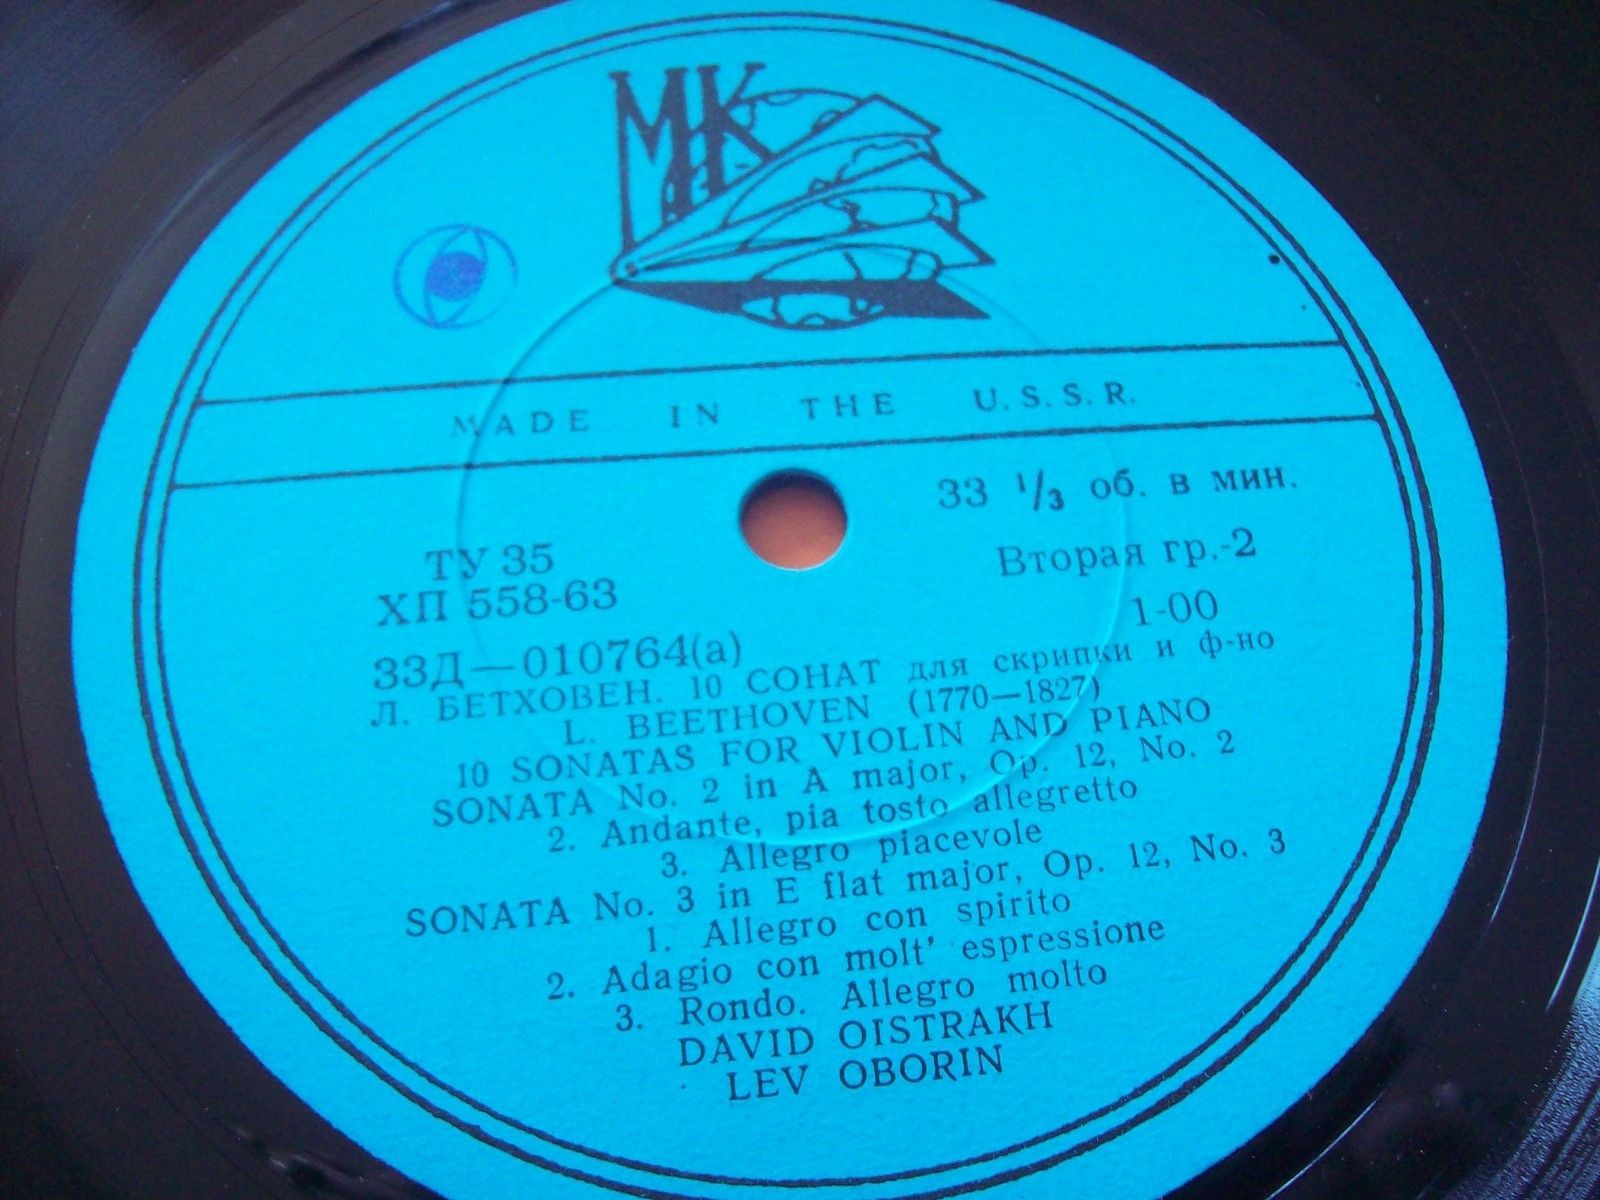 МК
MADE IN THE U.S.S.R.
33 1/3 об. в мин.
ТУ 35
Вторая гр.-2
ХП 558-63
1-00
33Д—010764(а)
Л. БЕТХОВЕН. 10 СОНАТ для скрипки и ф-но
L. BEETHOVEN (1770—1827)
10 SONATAS FOR VIOLIN AND PIANO
SONATA No. 2 in A major, Op. 12, No. 2
2. Andante, pia tosto allegretto
3. Allegro piacevole
SONATA No. 3 in E flat major, Op. 12, No. 3
1. Allegro con spirito
2. Adagio con molt' espressione
3. Rondo. Allegro molto
DAVID OISTRAKH
LEV OBORIN